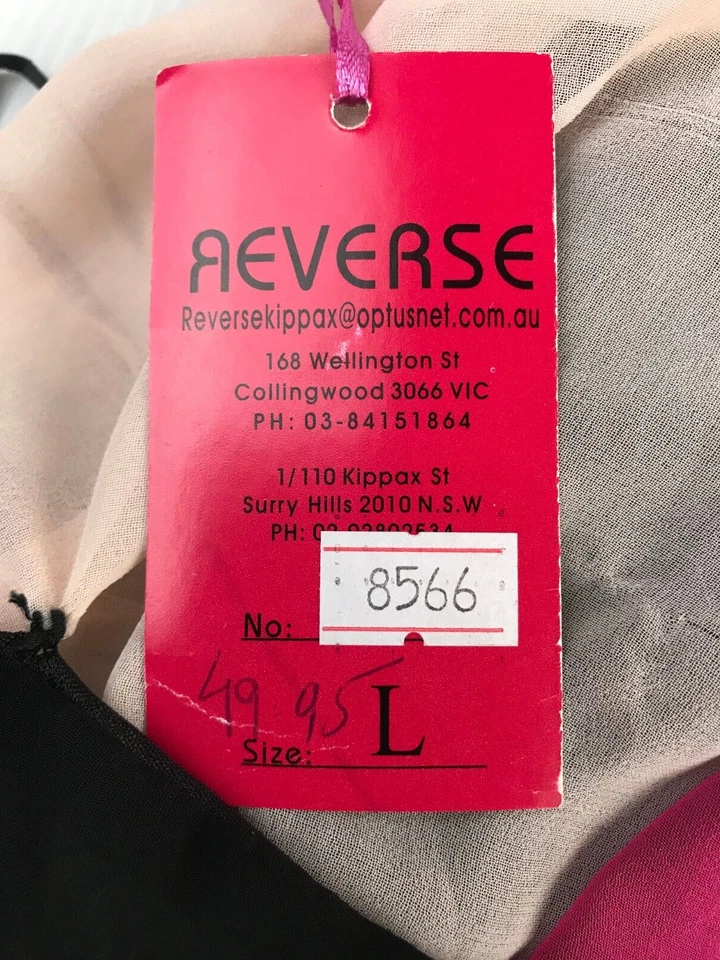 REVERSE
Reversekippax@optusnet.com.au
168 Wellington St
Collingwood 3066 VIC
PH: 03-84151864
1/110 Kippax St
Surry Hills 2010 N.S.W
PH:
8566
No:
49.95
L
Size: